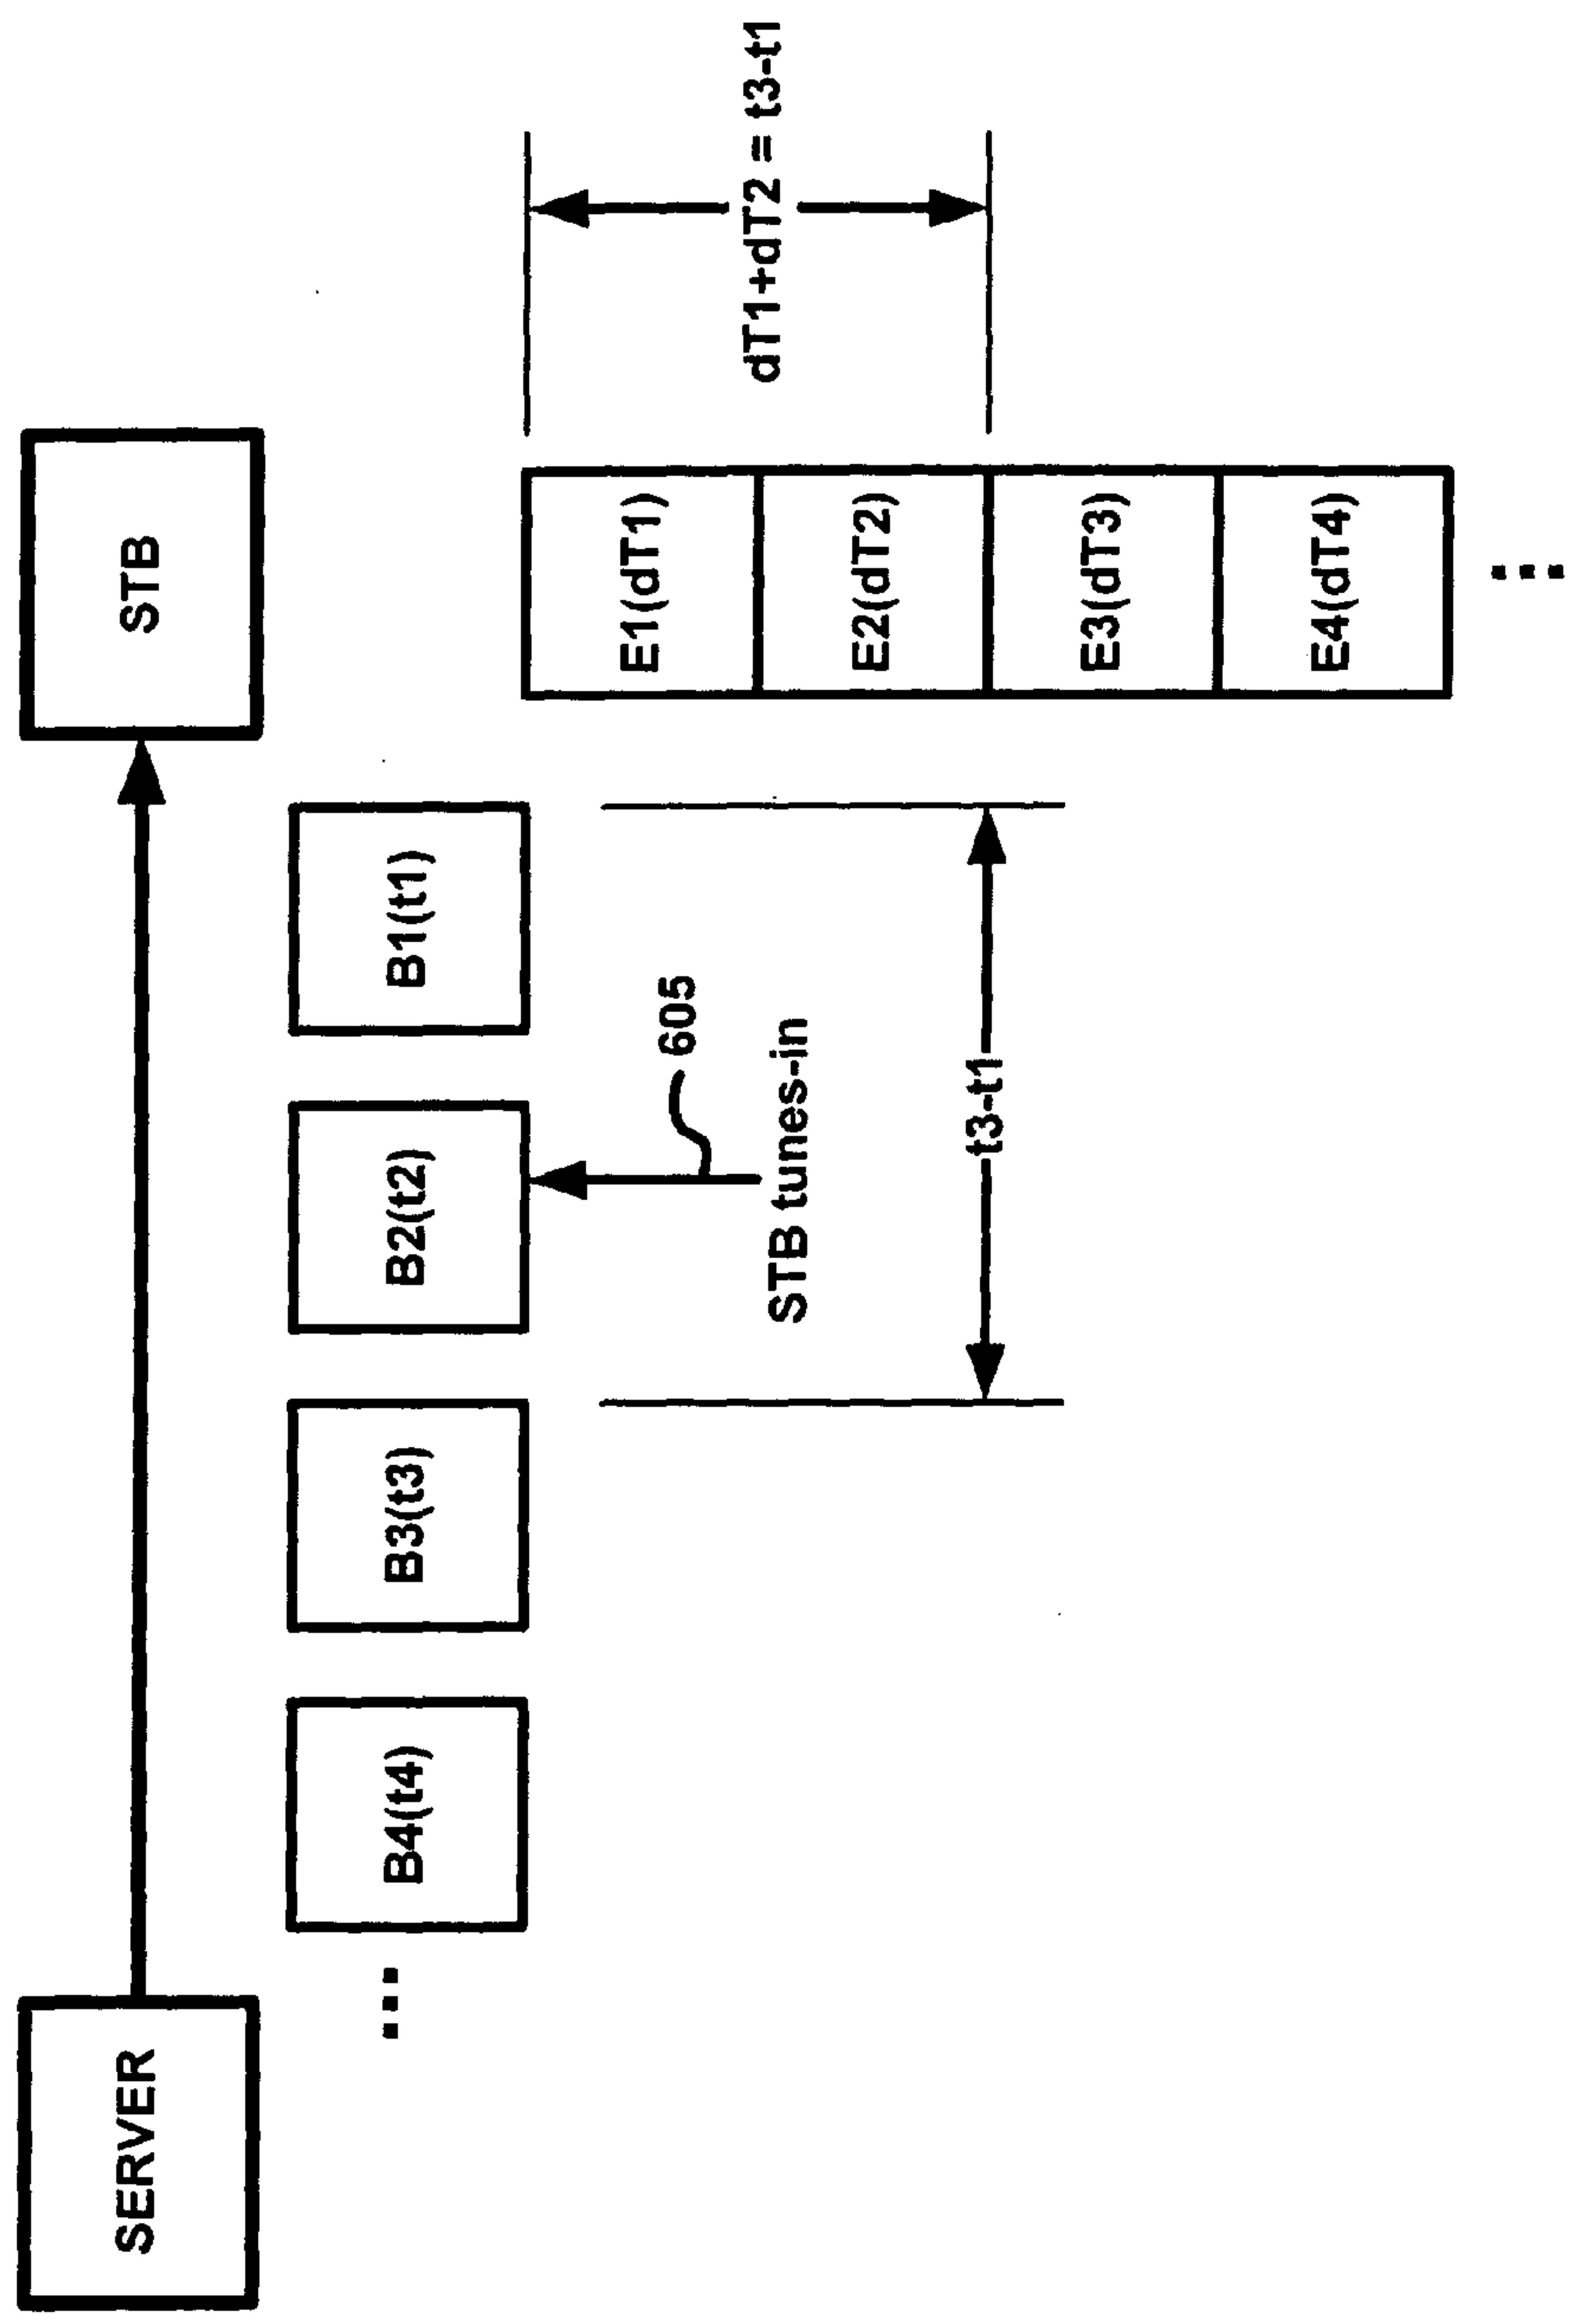 SERVER
STB
...
B4(t4)
B3(t3)
B2(t2)
B1(t1)
605
STB tunes-in
t3-t1
E1(dT1)
E2(dT2)
E3(dT3)
E4(dT4)
...
dT1+dT2 = t3-t1